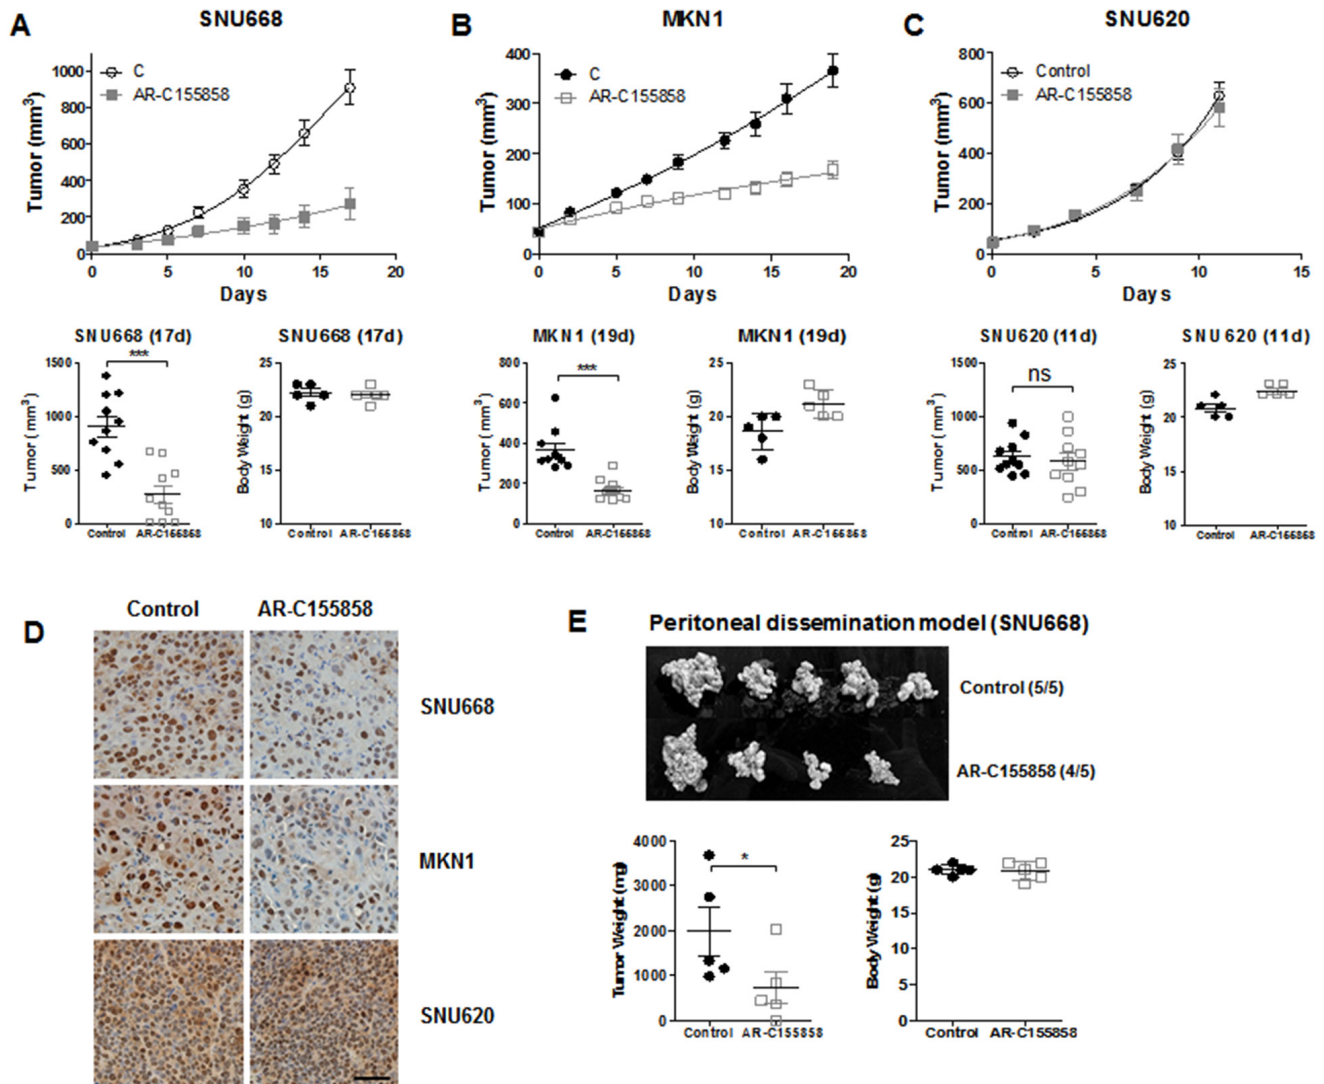 A
SNU668
Tumor (mm³)
1000
800
600
400
200
0
C
AR-C155858
0
5
10
15
20
Days
B
MKN1
Tumor (mm³)
400
300
200
100
0
C
AR-C155858
0
5
10
15
20
Days
C
SNU620
Tumor (mm³)
800
600
400
200
0
Control
AR-C155858
0
5
10
15
Days
SNU668 (17d)
Tumor (mm³)
1500
1000
500
0
***
Control AR-C155858
SNU668 (17d)
Body Weight (g)
25
20
15
10
Control AR-C155858
MKN1 (19d)
Tumor (mm³)
800
600
400
200
0
***
Control AR-C155858
MKN1 (19d)
Body Weight (g)
25
20
15
10
Control AR-C155858
SNU620 (11d)
Tumor (mm³)
1500
1000
500
0
ns
Control AR-C155858
SNU620 (11d)
Body Weight (g)
25
20
15
10
Control AR-C155858
D
Control AR-C155858
SNU668
MKN1
SNU620
E
Peritoneal dissemination model (SNU668)
Control (5/5)
AR-C155858 (4/5)
Tumor Weight (mg)
4000
3000
2000
1000
0
*
Control AR-C155858
Body Weight (g)
25
20
15
10
5
0
Control AR-C155858